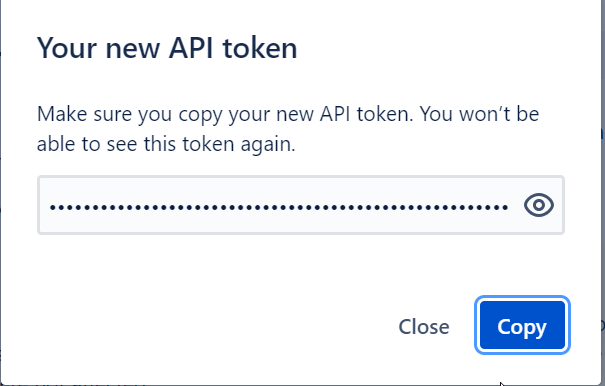 Your new API token
Make sure you copy your new API token. You won’t be
able to see this token again.
••••••••••••••••••••••••••••••••••••••••••••••••••••••
Close
Copy